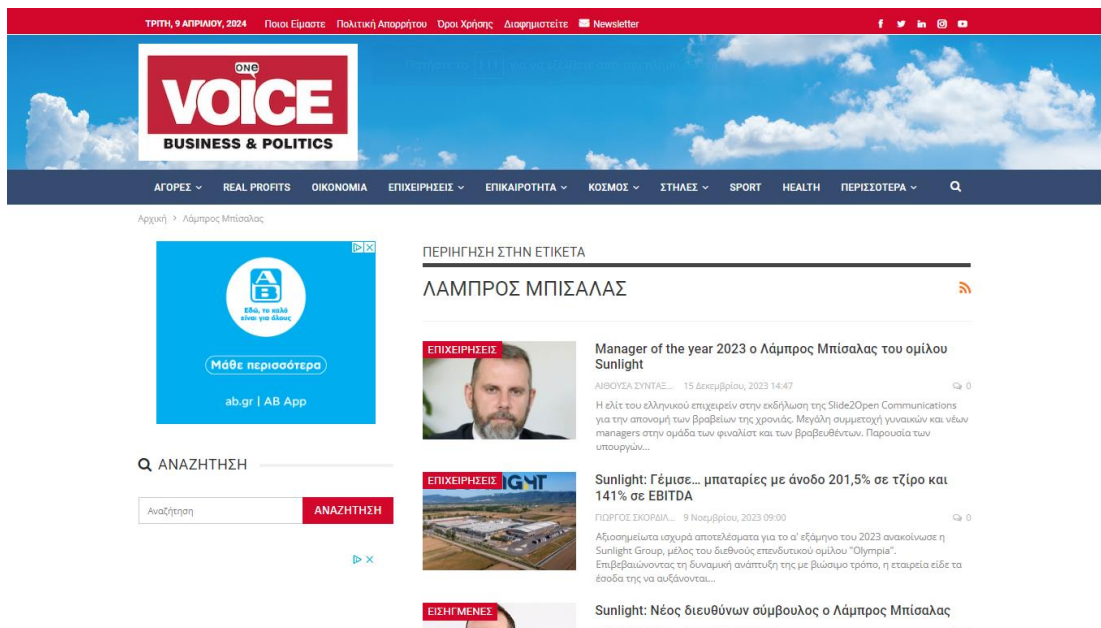 ΤΡΙΤΗ, 9 ΑΠΡΙΛΙΟΥ, 2024 Ποιοι Είμαστε Πολιτική Απορρήτου Όροι Χρήσης Διαφημιστείτε Newsletter
one
VOICE
BUSINESS & POLITICS
ΑΓΟΡΕΣ REAL PROFITS ΟΙΚΟΝΟΜΙΑ ΕΠΙΧΕΙΡΗΣΕΙΣ ΕΠΙΚΑΙΡΟΤΗΤΑ ΚΟΣΜΟΣ ΣΤΗΛΕΣ SPORT HEALTH ΠΕΡΙΣΣΟΤΕΡΑ
Αρχική > Λάμπρος Μπίσαλας
AB
Εδώ, το καλό
είναι για όλους
Μάθε περισσότερα
ab.gr | AB App
ΑΝΑΖΗΤΗΣΗ
Αναζήτηση ΑΝΑΖΗΤΗΣΗ
ΠΕΡΙΗΓΗΣΗ ΣΤΗΝ ΕΤΙΚΕΤΑ
ΛΑΜΠΡΟΣ ΜΠΙΣΑΛΑΣ
ΕΠΙΧΕΙΡΗΣΕΙΣ
Manager of the year 2023 ο Λάμπρος Μπίσαλας του ομίλου
Sunlight
ΑΙΘΟΥΣΑ ΣΥΝΤΑΞ... 15 Δεκεμβρίου, 2023 14:47 0
Η ελίτ του ελληνικού επιχειρείν στην εκδήλωση της Slide2Open Communications
για την απονομή των βραβείων της χρονιάς. Μεγάλη συμμετοχή γυναικών και νέων
managers στην ομάδα των φιναλίστ και των βραβευθέντων. Παρουσία των
υπουργών...
ΕΠΙΧΕΙΡΗΣΕΙΣ
Sunlight: Γέμισε... μπαταρίες με άνοδο 201,5% σε τζίρο και
141% σε EBITDA
ΓΙΩΡΓΟΣ ΣΚΟΡΔΙΛ... 9 Νοεμβρίου, 2023 09:00 0
Αξιοσημείωτα ισχυρά αποτελέσματα για το α' εξάμηνο του 2023 ανακοίνωσε η
Sunlight Group, μέλος του διεθνούς επενδυτικού ομίλου "Olympia".
Επιβεβαιώνοντας τη δυναμική ανάπτυξη της με βιώσιμο τρόπο, η εταιρεία είδε τα
έσοδα της να αυξάνονται...
ΕΙΣΗΓΜΕΝΕΣ
Sunlight: Νέος διευθύνων σύμβουλος ο Λάμπρος Μπίσαλας